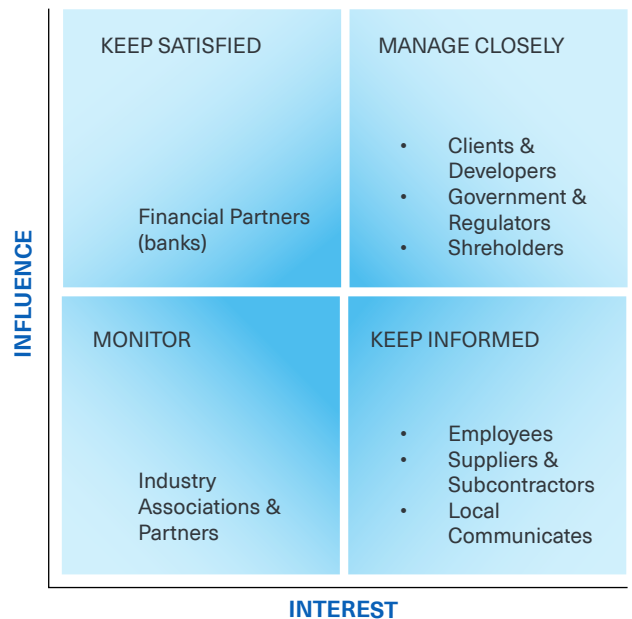 KEEP SATISFIED
Financial Partners
(banks)
MANAGE CLOSELY
• Clients &
Developers
• Government &
Regulators
• Shreholders
INFLUENCE
MONITOR
Industry
Associations &
Partners
KEEP INFORMED
• Employees
• Suppliers &
Subcontractors
• Local
Communicates
INTEREST